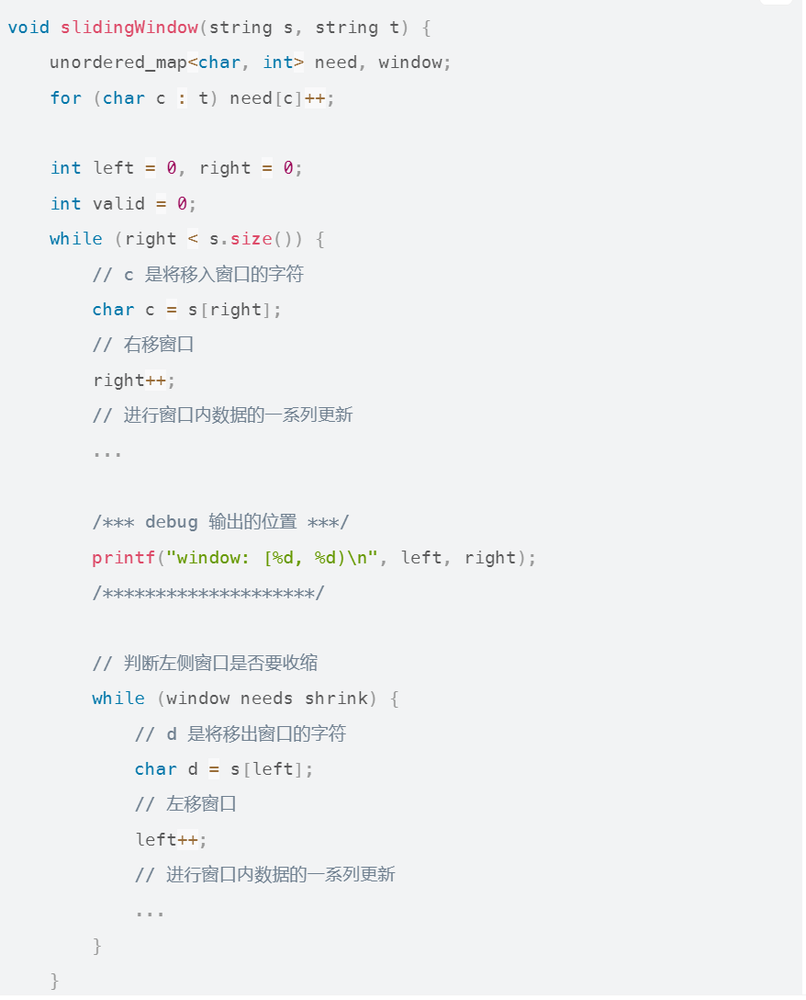 void slidingWindow(string s, string t) {
    unordered_map<char, int> need, window;
    for (char c : t) need[c]++;

    int left = 0, right = 0;
    int valid = 0;
    while (right < s.size()) {
        // c 是将移入窗口的字符
        char c = s[right];
        // 右移窗口
        right++;
        // 进行窗口内数据的一系列更新
        ...

        /*** debug 输出的位置 ***/
        printf("window: [%d, %d)\n", left, right);
        /********************/

        // 判断左侧窗口是否要收缩
        while (window needs shrink) {
            // d 是将移出窗口的字符
            char d = s[left];
            // 左移窗口
            left++;
            // 进行窗口内数据的一系列更新
            ...
        }
    }